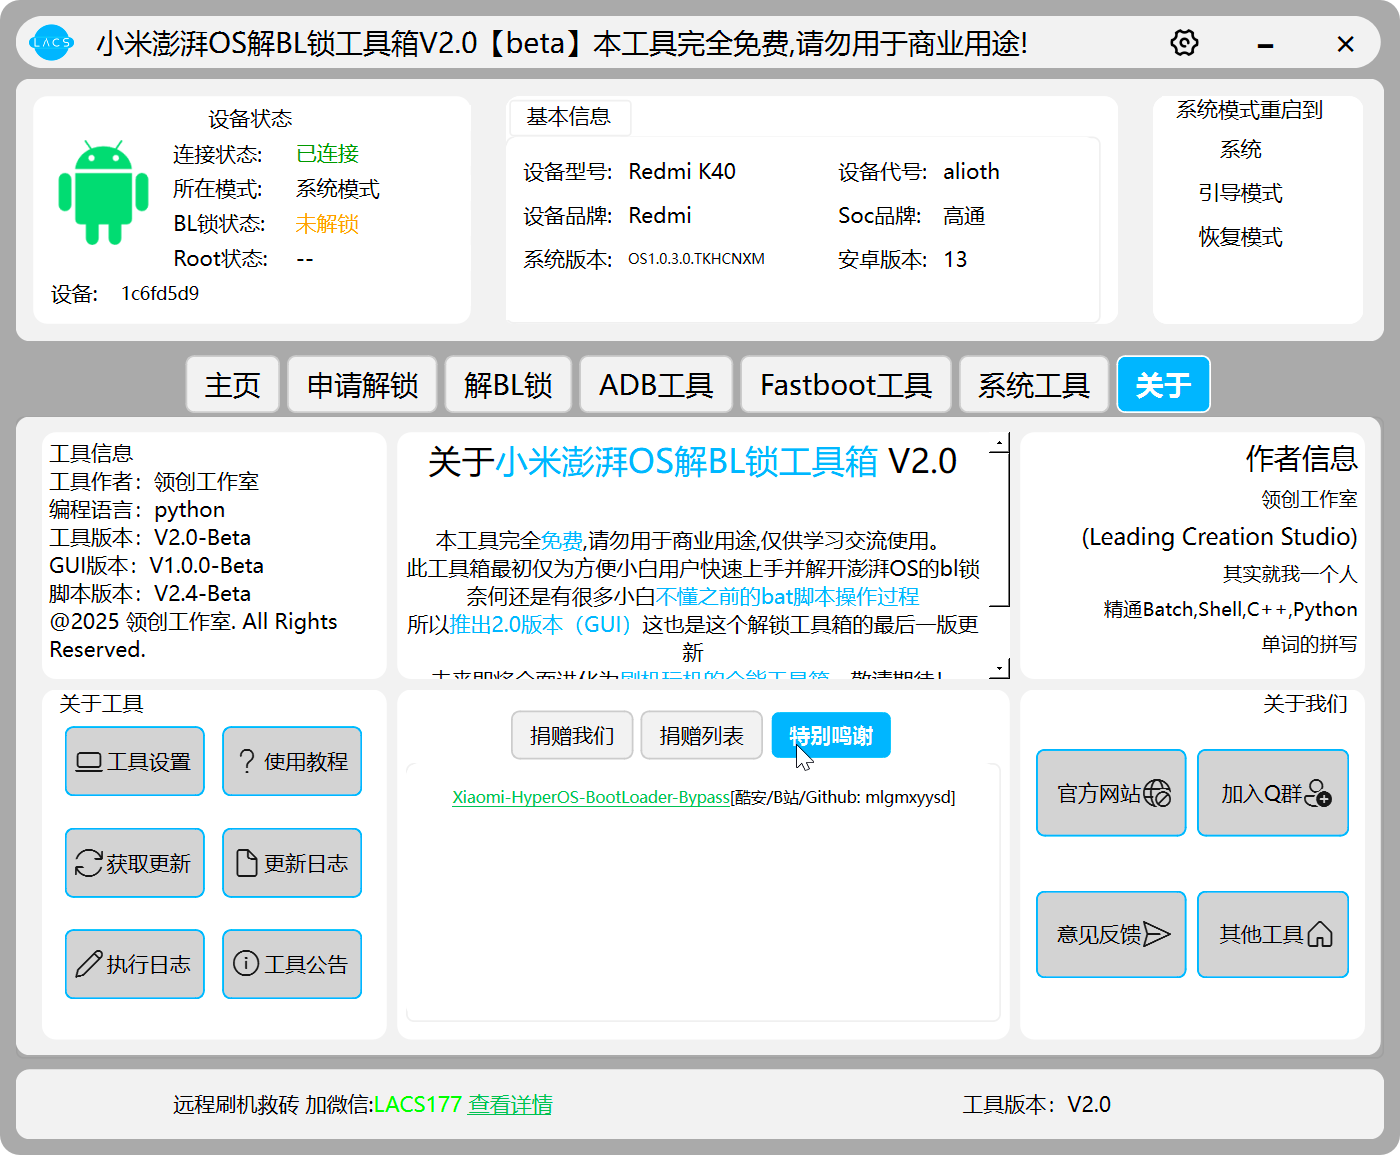 LACS
小米澎湃OS解BL锁工具箱V2.0【beta】本工具完全免费,请勿用于商业用途!
设备状态
连接状态: 已连接
所在模式: 系统模式
BL锁状态: 未解锁
Root状态: --
设备: 1c6fd5d9
基本信息
设备型号: Redmi K40 设备代号: alioth
设备品牌: Redmi Soc品牌: 高通
系统版本: OS1.0.3.0.TKHCNXM 安卓版本: 13
系统模式重启到
系统
引导模式
恢复模式
主页 申请解锁 解BL锁 ADB工具 Fastboot工具 系统工具 关于
工具信息
工具作者：领创工作室
编程语言：python
工具版本：V2.0-Beta
GUI版本：V1.0.0-Beta
脚本版本：V2.4-Beta
@2025 领创工作室. All Rights
Reserved.
关于小米澎湃OS解BL锁工具箱 V2.0
本工具完全免费,请勿用于商业用途,仅供学习交流使用。
此工具箱最初仅为方便小白用户快速上手并解开澎湃OS的bl锁
奈何还是有很多小白不懂之前的bat脚本操作过程
所以推出2.0版本（GUI）这也是这个解锁工具箱的最后一版更
新
未来即将全面进化为刷机玩机的全能工具箱，敬请期待!
作者信息
领创工作室
(Leading Creation Studio)
其实就我一个人
精通Batch,Shell,C++,Python
单词的拼写
关于工具
工具设置 使用教程
获取更新 更新日志
执行日志 工具公告
捐赠我们 捐赠列表 特别鸣谢
Xiaomi-HyperOS-BootLoader-Bypass[酷安/B站/Github: mlgmxyysd]
关于我们
官方网站 加入Q群
意见反馈 其他工具
远程刷机救砖 加微信:LACS177 查看详情
工具版本：V2.0